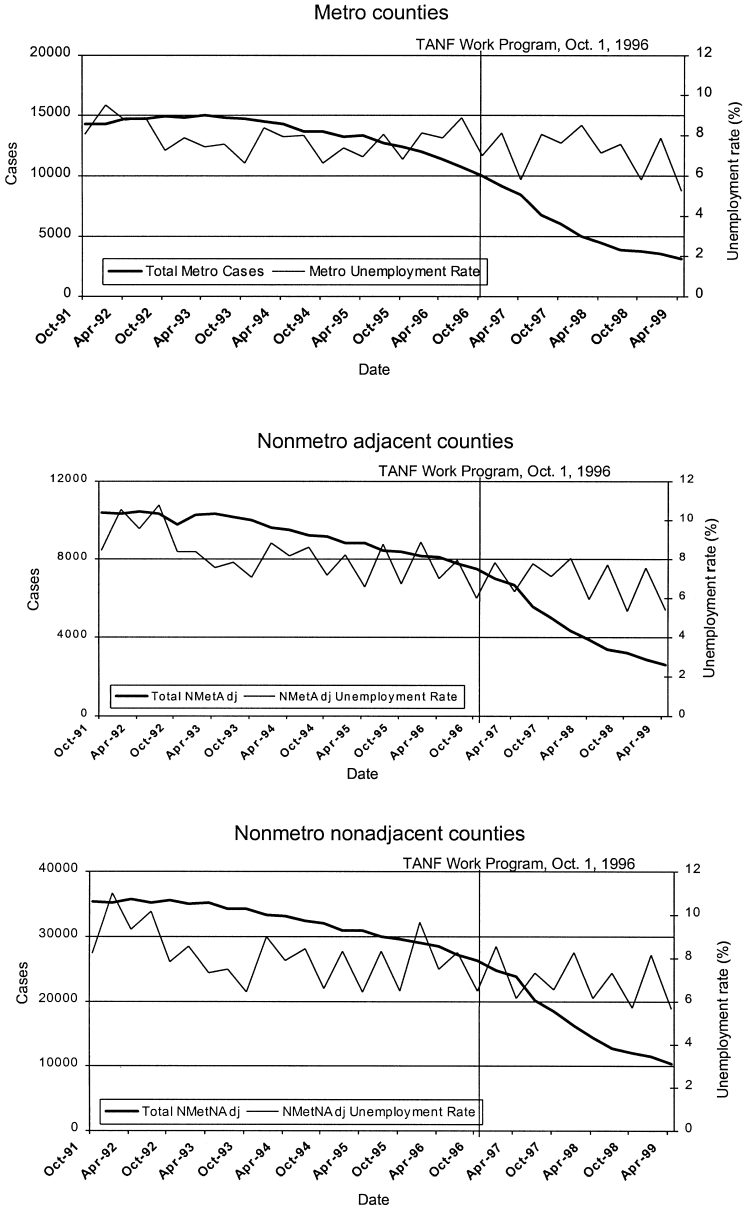 Metro counties
TANF Work Program, Oct. 1, 1996
20000
15000
10000
5000
0
Cases
12
10
8
6
4
2
0
Unemployment rate (%)
Total Metro Cases
Metro Unemployment Rate
Oct-91
Apr-92
Oct-92
Apr-93
Oct-93
Apr-94
Oct-94
Apr-95
Oct-95
Apr-96
Oct-96
Apr-97
Oct-97
Apr-98
Oct-98
Apr-99
Date
Nonmetro adjacent counties
TANF Work Program, Oct. 1, 1996
12000
8000
4000
0
Cases
12
10
8
6
4
2
0
Unemployment rate (%)
Total NMetAdj
NMetAdj Unemployment Rate
Oct-91
Apr-92
Oct-92
Apr-93
Oct-93
Apr-94
Oct-94
Apr-95
Oct-95
Apr-96
Oct-96
Apr-97
Oct-97
Apr-98
Oct-98
Apr-99
Date
Nonmetro nonadjacent counties
TANF Work Program, Oct. 1, 1996
40000
30000
20000
10000
0
Cases
12
10
8
6
4
2
0
Unemployment rate (%)
Total NMetNAdj
NMetNAdj Unemployment Rate
Oct-91
Apr-92
Oct-92
Apr-93
Oct-93
Apr-94
Oct-94
Apr-95
Oct-95
Apr-96
Oct-96
Apr-97
Oct-97
Apr-98
Oct-98
Apr-99
Date